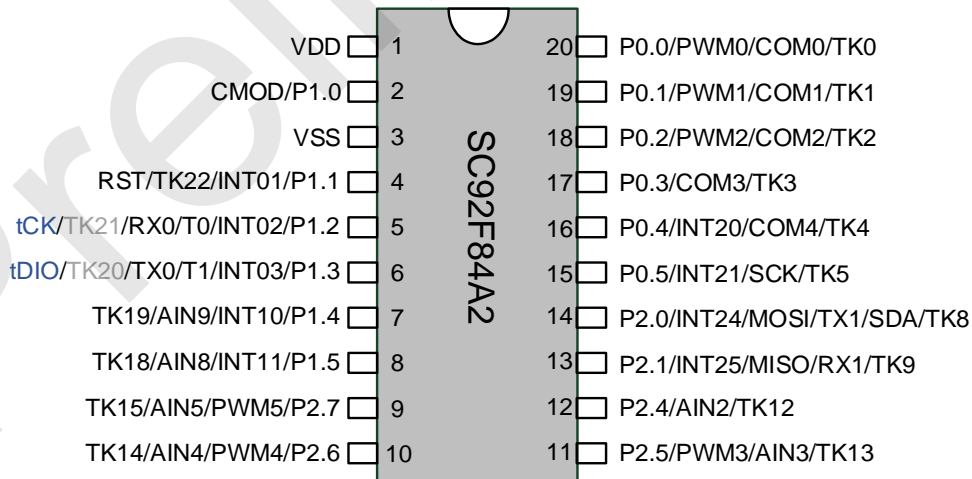 VDD 1 20 P0.0/PWM0/COM0/TK0
CMOD/P1.0 2 19 P0.1/PWM1/COM1/TK1
VSS 3 18 P0.2/PWM2/COM2/TK2
RST/TK22/INT01/P1.1 4 17 P0.3/COM3/TK3
tCK/TK21/RX0/T0/INT02/P1.2 5 16 P0.4/INT20/COM4/TK4
tDIO/TK20/TX0/T1/INT03/P1.3 6 15 P0.5/INT21/SCK/TK5
TK19/AIN9/INT10/P1.4 7 14 P2.0/INT24/MOSI/TX1/SDA/TK8
TK18/AIN8/INT11/P1.5 8 13 P2.1/INT25/MISO/RX1/TK9
TK15/AIN5/PWM5/P2.7 9 12 P2.4/AIN2/TK12
TK14/AIN4/PWM4/P2.6 10 11 P2.5/PWM3/AIN3/TK13
SC92F84A2